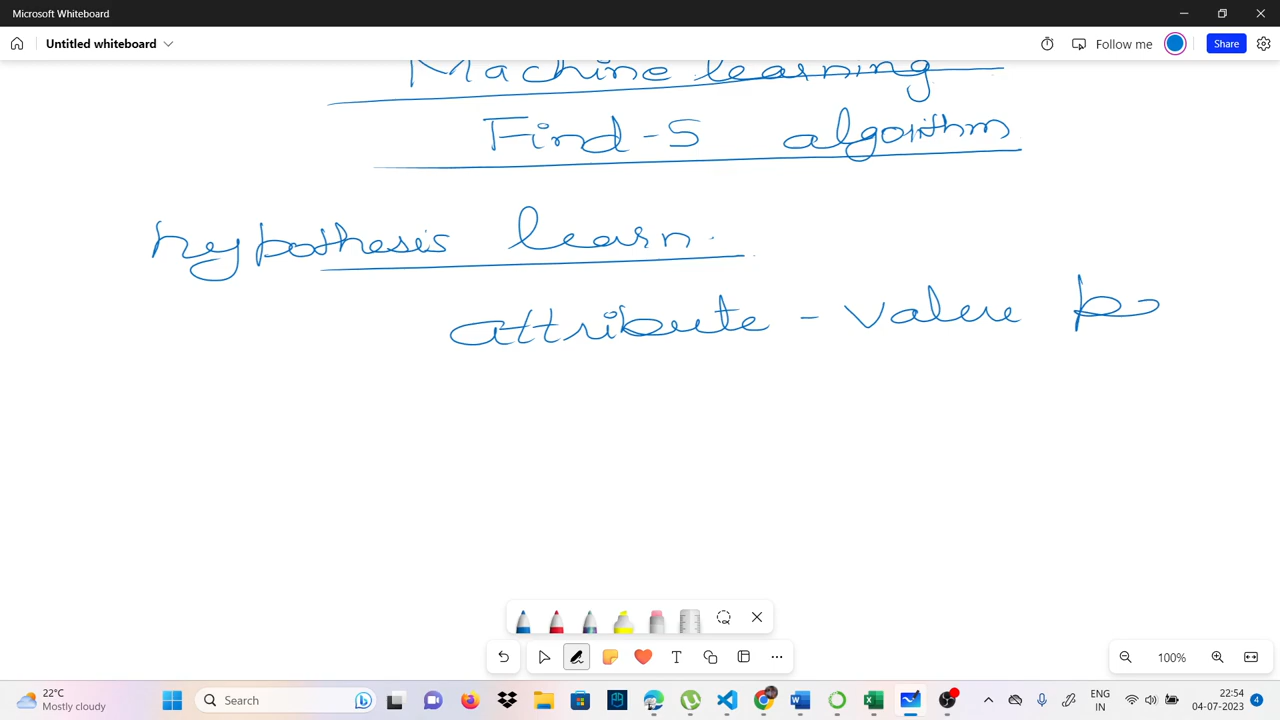 Microsoft Whiteboard
Untitled whiteboard
Follow me
Share
Machine learning
Find-S algorithm
hypothesis learn.
attribute - value
100%
22°C
Mostly cloudy
Search
ENG
IN
22:54
04-07-2023
4